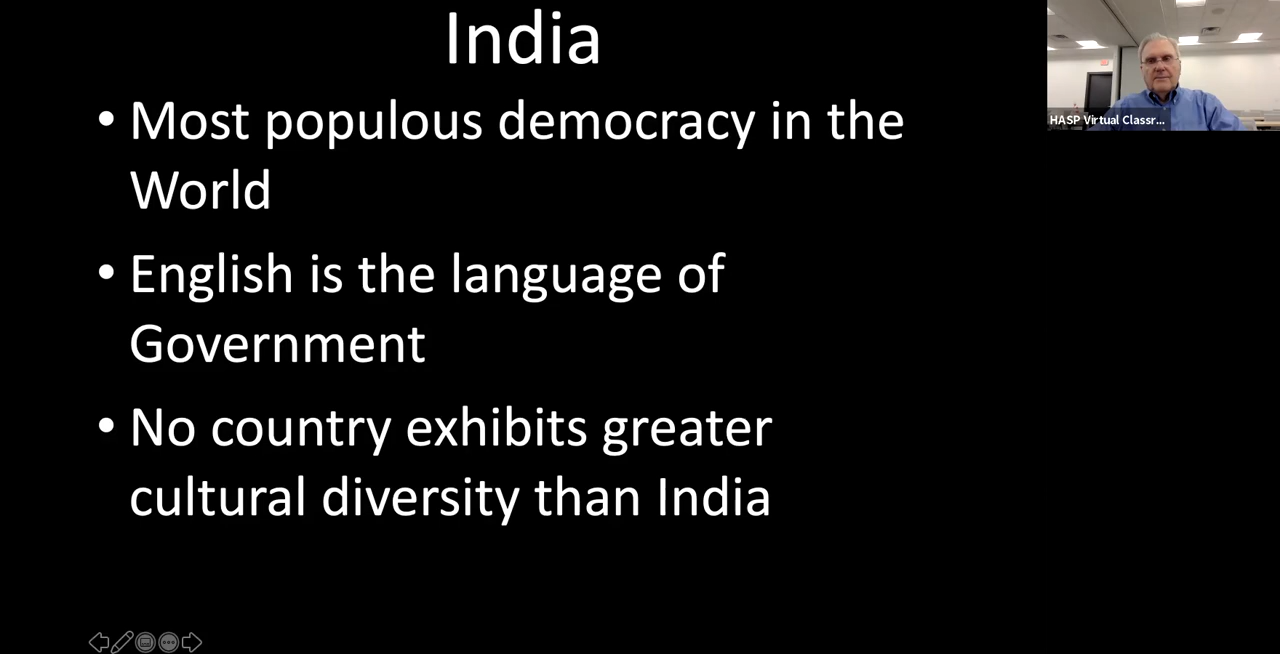 India
HASP Virtual Classr...
• Most populous democracy in the
World
• English is the language of
Government
• No country exhibits greater
cultural diversity than India